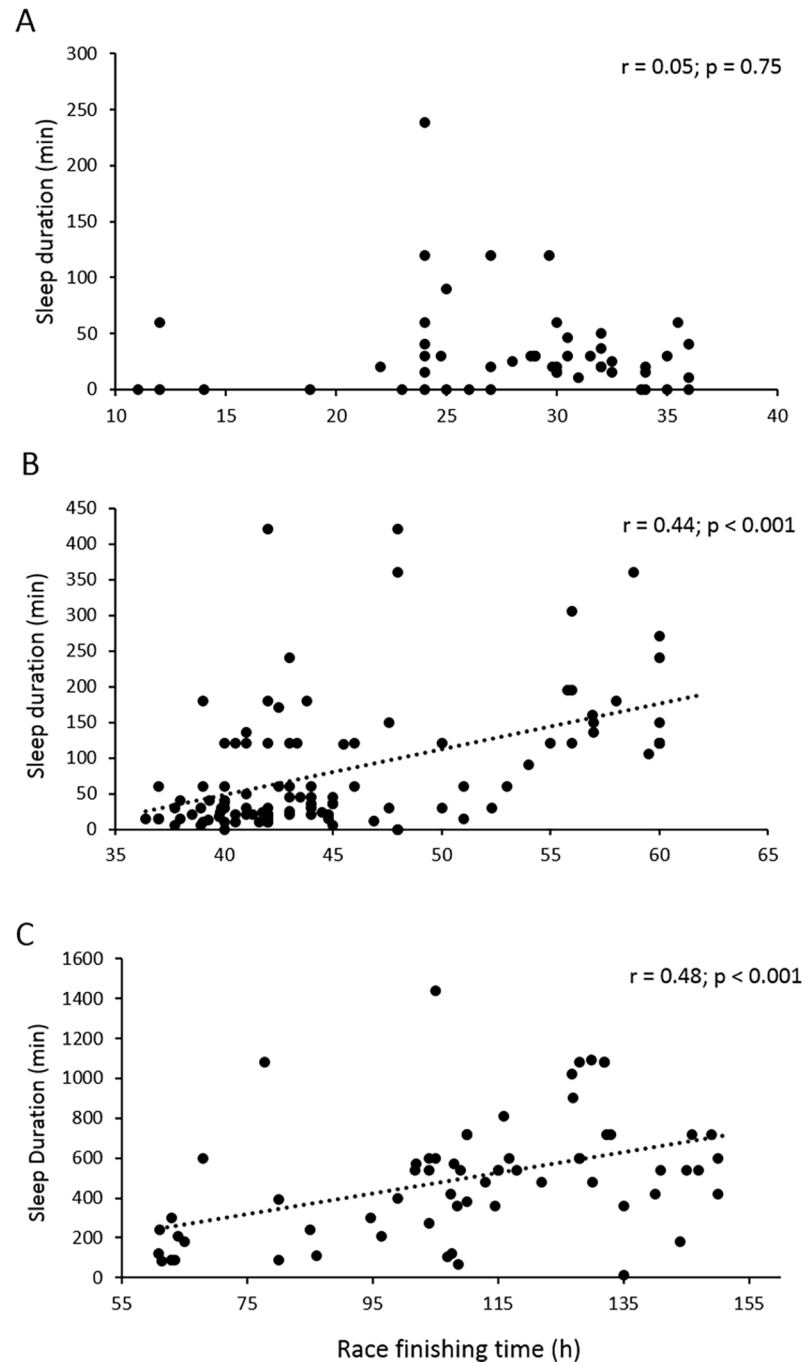 A
300
250
200
150
100
50
0
Sleep duration (min)
r = 0.05; p = 0.75
10 15 20 25 30 35 40
B
450
400
350
300
250
200
150
100
50
0
Sleep duration (min)
r = 0.44; p < 0.001
35 40 45 50 55 60 65
C
1600
1400
1200
1000
800
600
400
200
0
Sleep Duration (min)
r = 0.48; p < 0.001
55 75 95 115 135 155
Race finishing time (h)